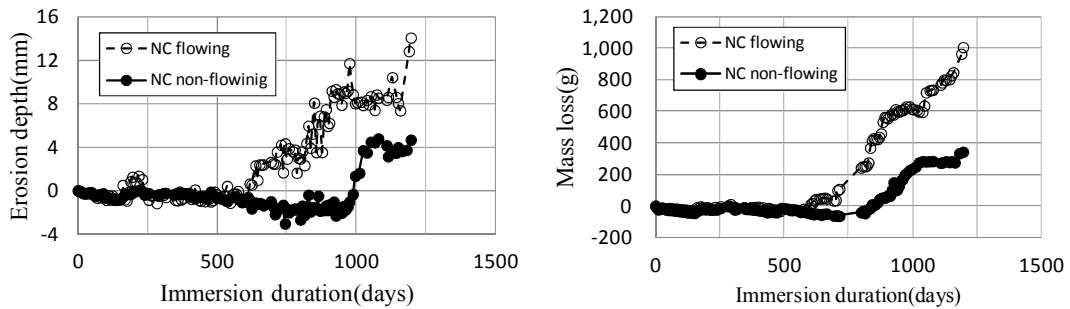 16
12
8
4
0
-4
Erosion depth(mm)
NC flowing
NC non-flowinig
0 500 1000 1500
Immersion duration(days)
1,200
1,000
800
600
400
200
0
-200
Mass loss(g)
NC flowing
NC non-flowing
0 500 1000 1500
Immersion duration(days)